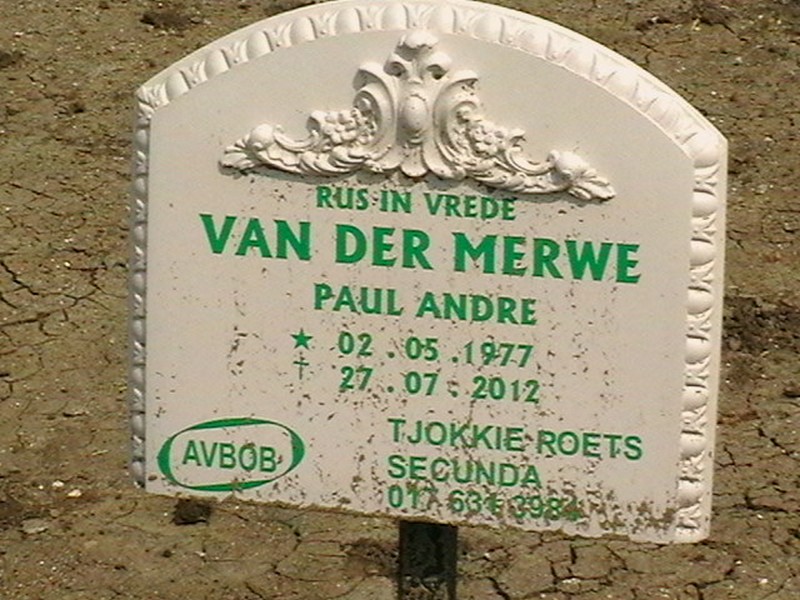 RUS IN VREDE
VAN DER MERWE
PAUL ANDRE
★ 02 . 05 . 1977
† 27 . 07 . 2012
AVBOB
TJOKKIE ROETS
SECUNDA
017 631 3984